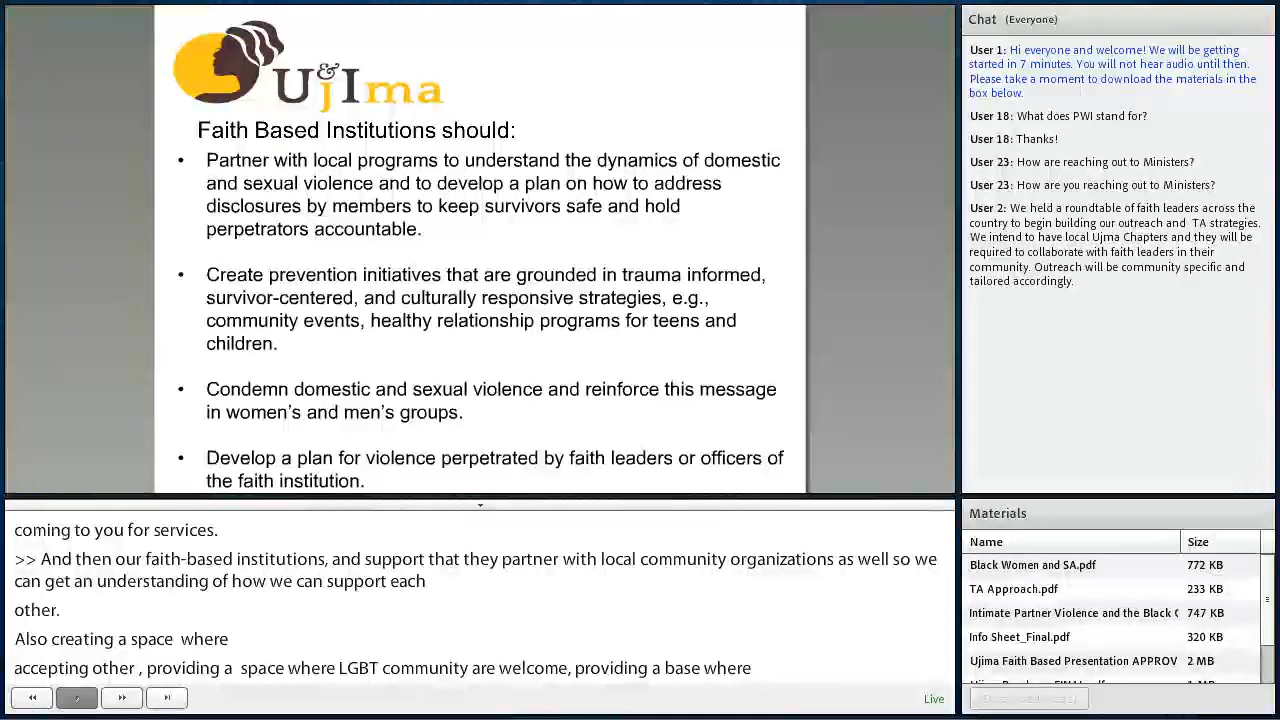 U&jIma
Faith Based Institutions should:
• Partner with local programs to understand the dynamics of domestic
and sexual violence and to develop a plan on how to address
disclosures by members to keep survivors safe and hold
perpetrators accountable.
• Create prevention initiatives that are grounded in trauma informed,
survivor-centered, and culturally responsive strategies, e.g.,
community events, healthy relationship programs for teens and
children.
• Condemn domestic and sexual violence and reinforce this message
in women’s and men’s groups.
• Develop a plan for violence perpetrated by faith leaders or officers of
the faith institution.
coming to you for services.
>> And then our faith-based institutions, and support that they partner with local community organizations as well so we
can get an understanding of how we can support each
other.
Also creating a space where
accepting other , providing a space where LGBT community are welcome, providing a base where
Live
Chat (Everyone)
User 1: Hi everyone and welcome! We will be getting
started in 7 minutes. You will not hear audio until then.
Please take a moment to download the materials in the
box below.
User 18: What does PWI stand for?
User 18: Thanks!
User 23: How are reaching out to Ministers?
User 23: How are you reaching out to Ministers?
User 2: We held a roundtable of faith leaders across the
country to begin building our outreach and TA strategies.
We intend to have local Ujma Chapters and they will be
required to collaborate with faith leaders in their
community. Outreach will be community specific and
tailored accordingly.
Materials
Name Size
Black Women and SA.pdf 772 KB
TA Approach.pdf 233 KB
Intimate Partner Violence and the Black 747 KB
Info Sheet_Final.pdf 320 KB
Ujima Faith Based Presentation APPROV 2 MB